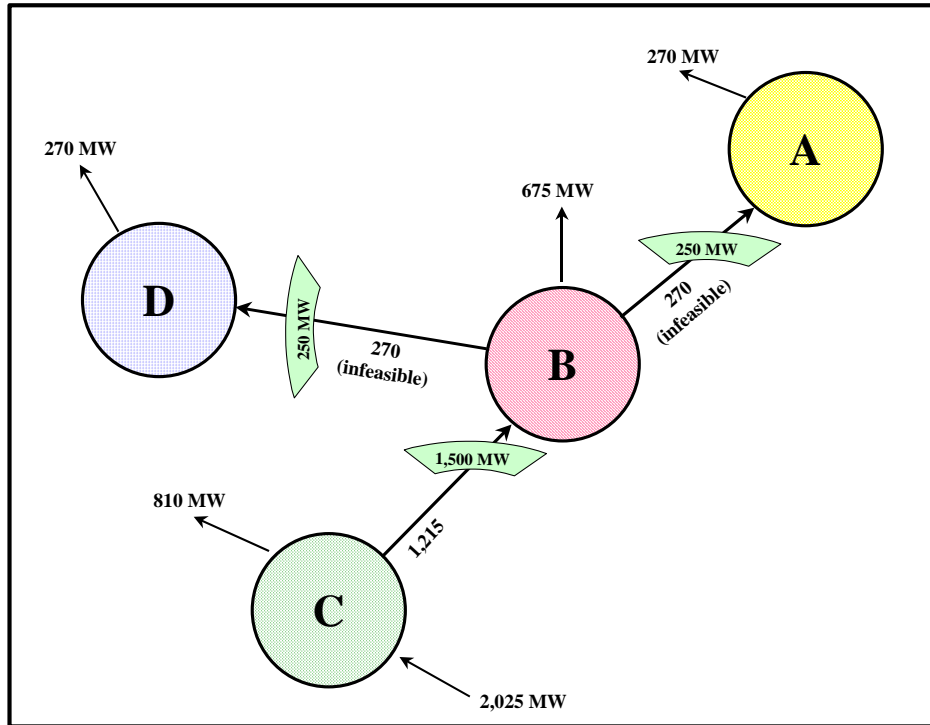 270 MW
A
270 MW
675 MW
250 MW
D
250 MW
270
(infeasible)
270
(infeasible)
B
1,500 MW
810 MW
1,215
C
2,025 MW